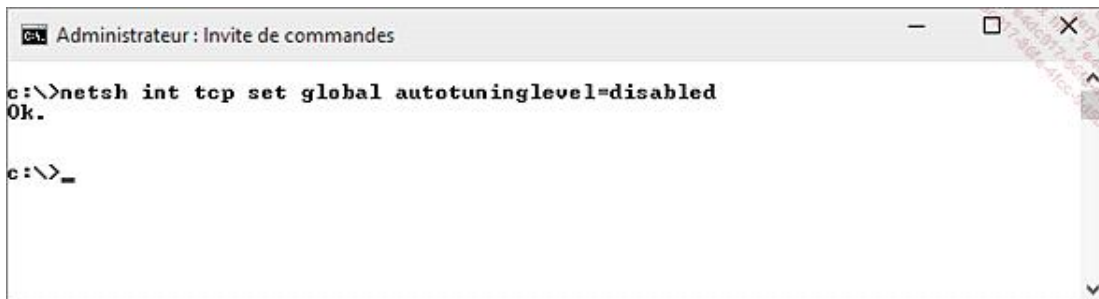 Administrateur : Invite de commandes
c:\>netsh int tcp set global autotuninglevel=disabled
Ok.
c:\>_